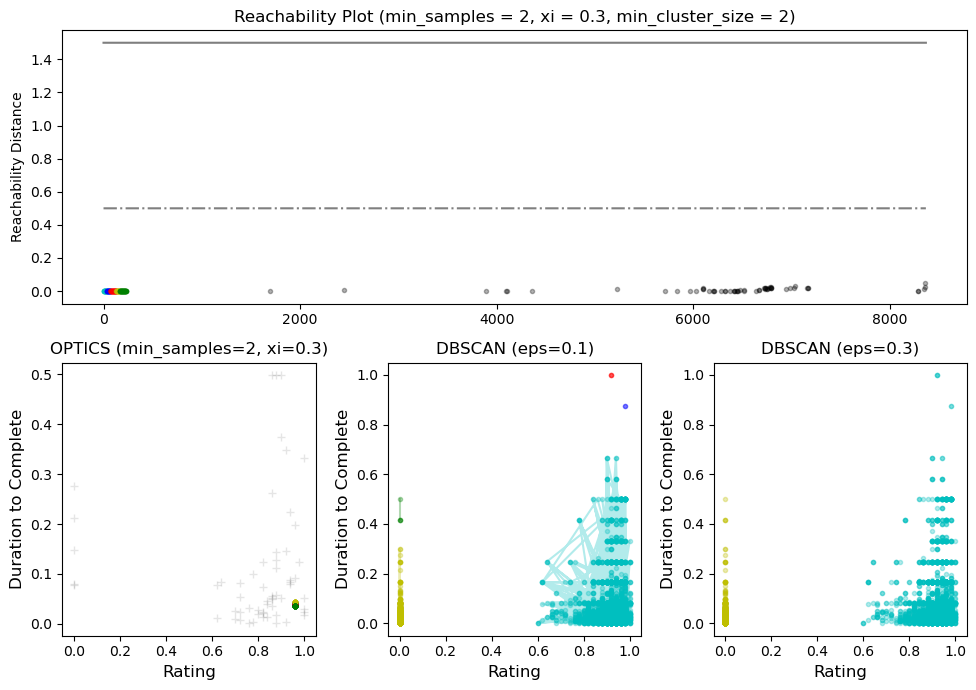 Reachability Plot (min_samples = 2, xi = 0.3, min_cluster_size = 2)
Reachability Distance
1.4
1.2
1.0
0.8
0.6
0.4
0.2
0.0
0 2000 4000 6000 8000
OPTICS (min_samples=2, xi=0.3)
Duration to Complete
0.5
0.4
0.3
0.2
0.1
0.0
0.0 0.2 0.4 0.6 0.8 1.0
Rating
DBSCAN (eps=0.1)
Duration to Complete
1.0
0.8
0.6
0.4
0.2
0.0
0.0 0.2 0.4 0.6 0.8 1.0
Rating
DBSCAN (eps=0.3)
Duration to Complete
1.0
0.8
0.6
0.4
0.2
0.0
0.0 0.2 0.4 0.6 0.8 1.0
Rating